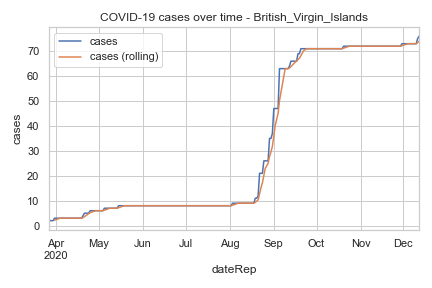 COVID-19 cases over time - British_Virgin_Islands
cases
cases (rolling)
cases
70
60
50
40
30
20
10
0
Apr May Jun Jul Aug Sep Oct Nov Dec
2020
dateRep